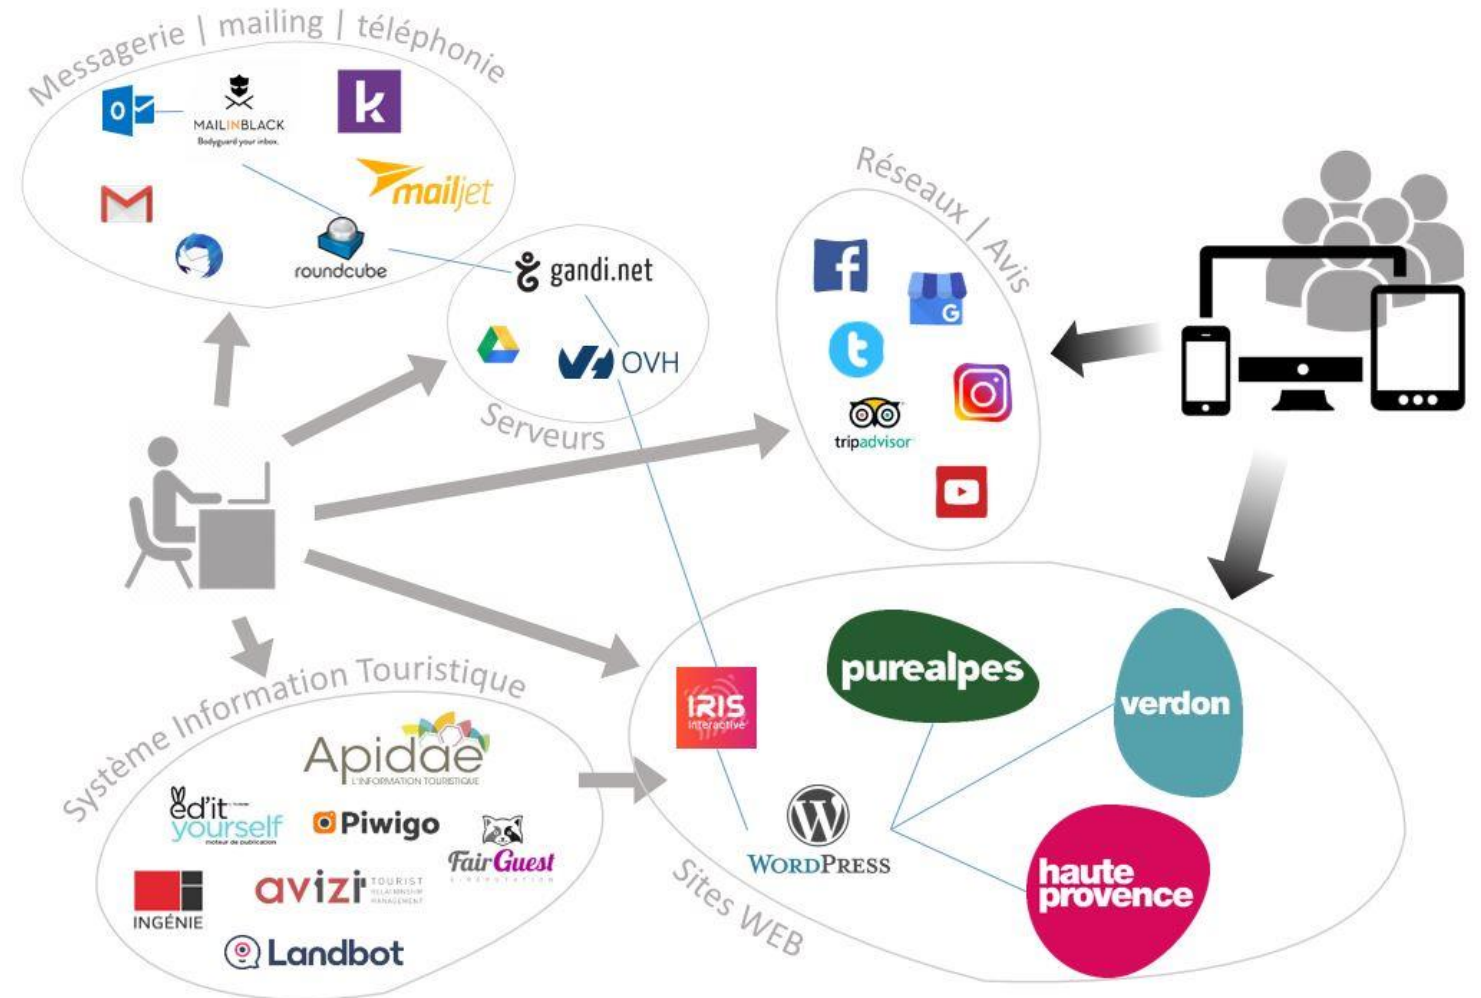 Messagerie | mailing | téléphonie
MAILINBLACK
Bodyguard your inbox.
k
mailjet
roundcube
gandi.net
OVH
Serveurs
Réseaux | Avis
G
tripadvisor
Système Information Touristique
Apidae
L'INFORMATION TOURISTIQUE
ed'it
yourself
moteur de publication
Piwigo
Fair Guest
INGÉNIE
avizi
TOURIST
RELATIONSHIP
MANAGEMENT
Landbot
IRIS
Interactive
purealpes
verdon
haute
provence
WORDPRESS
Sites WEB